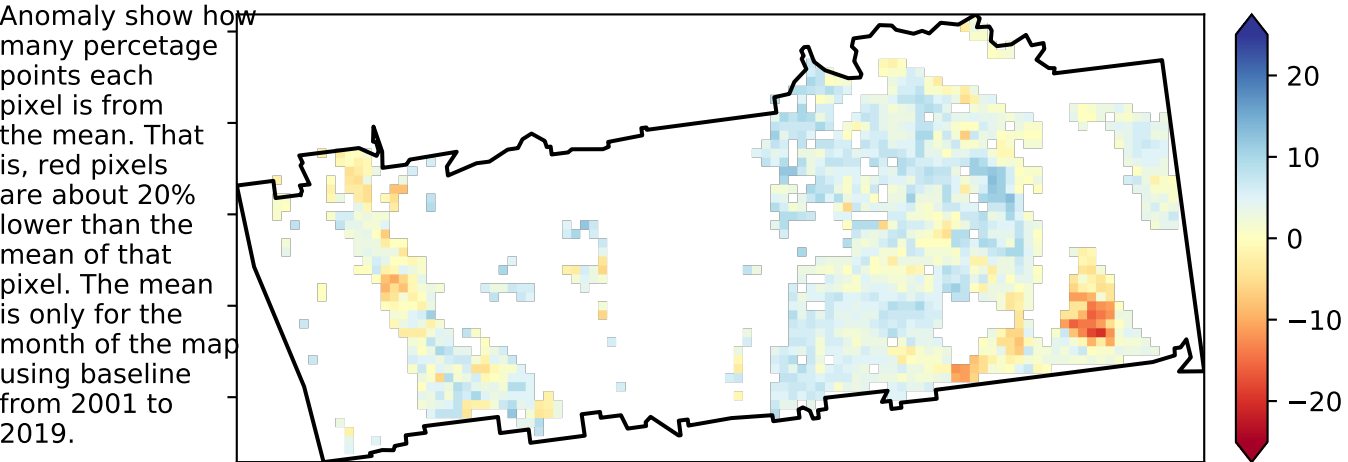 Anomaly show how
many percetage
points each
pixel is from
the mean. That
is, red pixels
are about 20%
lower than the
mean of that
pixel. The mean
is only for the
month of the map
using baseline
from 2001 to
2019.
20
10
0
−10
−20